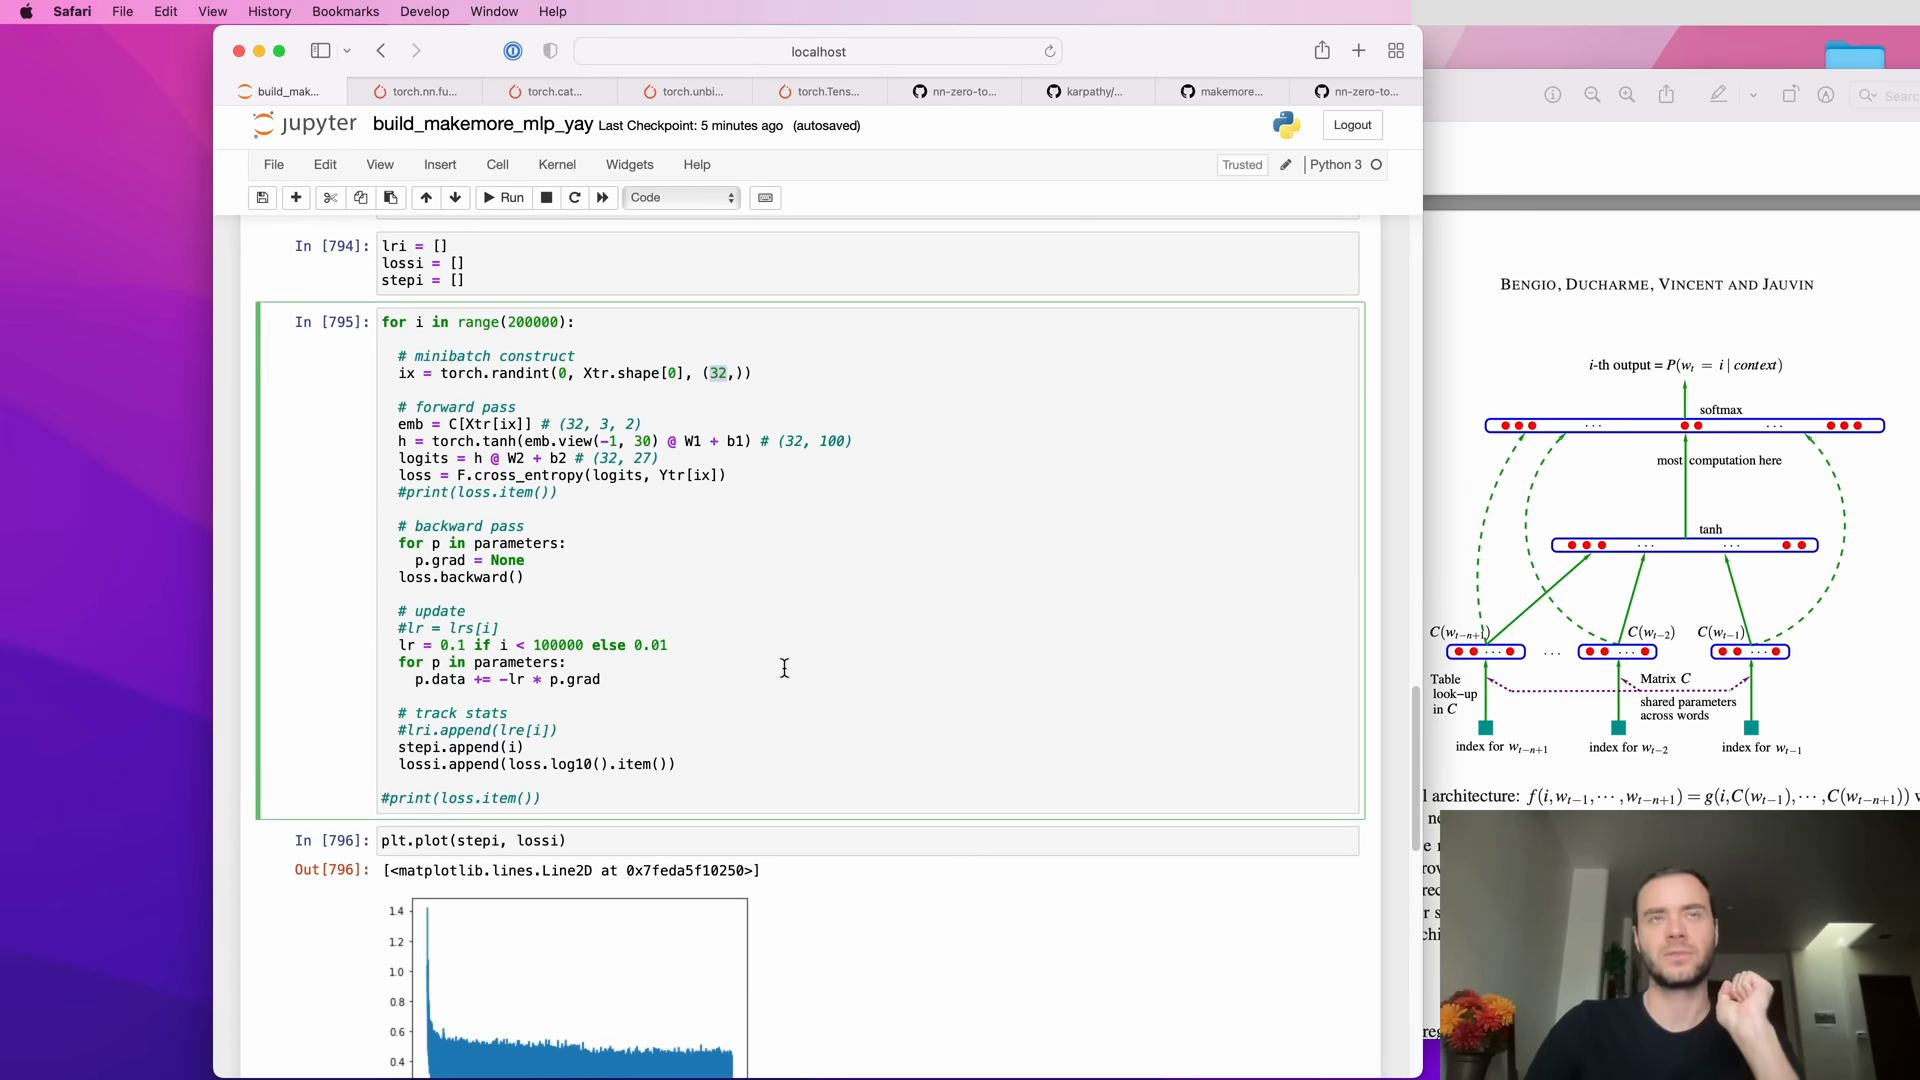 Safari File Edit View History Bookmarks Develop Window Help
localhost
build_mak... torch.nn.fu... torch.cat... torch.unbi... torch.Tens... nn-zero-to... karpathy/... makemore... nn-zero-to...
jupyter build_makemore_mlp_yay Last Checkpoint: 5 minutes ago (autosaved) Logout
File Edit View Insert Cell Kernel Widgets Help Trusted Python 3
Run Code
In [794]: lri = []
lossi = []
stepi = []
In [795]: for i in range(200000):
# minibatch construct
ix = torch.randint(0, Xtr.shape[0], (32,))
# forward pass
emb = C[Xtr[ix]] # (32, 3, 2)
h = torch.tanh(emb.view(-1, 30) @ W1 + b1) # (32, 100)
logits = h @ W2 + b2 # (32, 27)
loss = F.cross_entropy(logits, Ytr[ix])
#print(loss.item())
# backward pass
for p in parameters:
p.grad = None
loss.backward()
# update
#lr = lrs[i]
lr = 0.1 if i < 100000 else 0.01
for p in parameters:
p.data += -lr * p.grad
# track stats
#lri.append(lre[i])
stepi.append(i)
lossi.append(loss.log10().item())
#print(loss.item())
In [796]: plt.plot(stepi, lossi)
Out[796]: [<matplotlib.lines.Line2D at 0x7feda5f10250>]
1.4
1.2
1.0
0.8
0.6
0.4
Searc
BENGIO, DUCHARME, VINCENT AND JAUVIN
i-th output = P(w_t = i | context)
softmax
... ...
most computation here
tanh
... ...
C(w_{t−n+1}) C(w_{t−2}) C(w_{t−1})
... ... ... ...
Table
look−up
in C
Matrix C
shared parameters
across words
index for w_{t−n+1} index for w_{t−2} index for w_{t−1}
l architecture: f(i,w_{t−1},⋯,w_{t−n+1}) = g(i,C(w_{t−1}),⋯,C(w_{t−n+1})) w